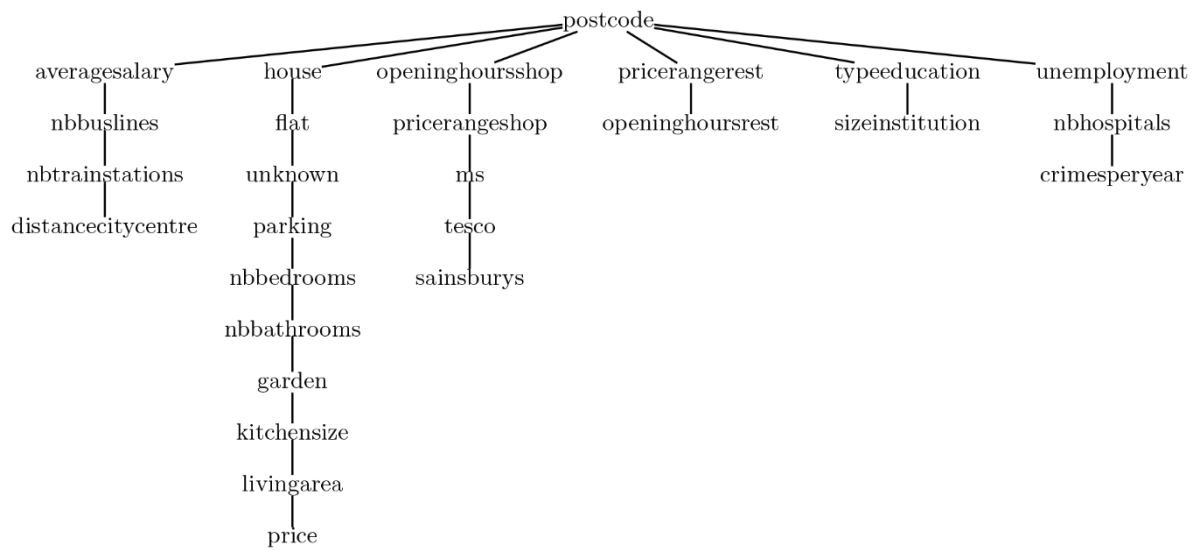 postcode
averagesalary house openinghoursshop pricerangerest typeeducation unemployment
nbbuslines flat pricerangeshop openinghoursrest sizeinstitution nbhospitals
nbtrainstations unknown ms crimesperyear
distancecitycentre parking tesco
nbbedrooms sainsburys
nbbathrooms
garden
kitchensize
livingarea
price